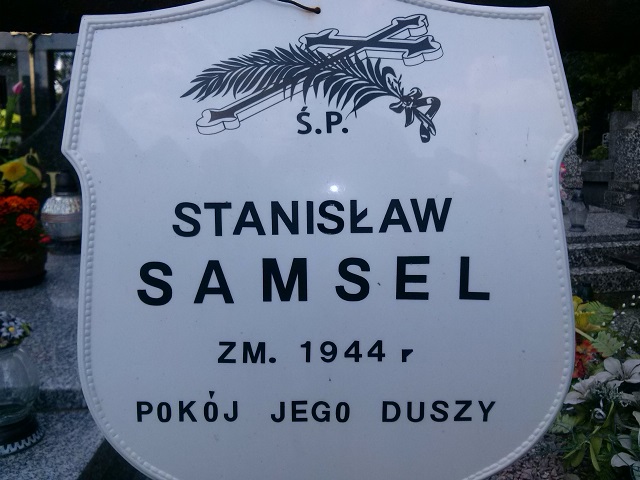 Ś.P.
STANISŁAW
SAMSEL
ZM. 1944 r
POKÓJ JEGO DUSZY